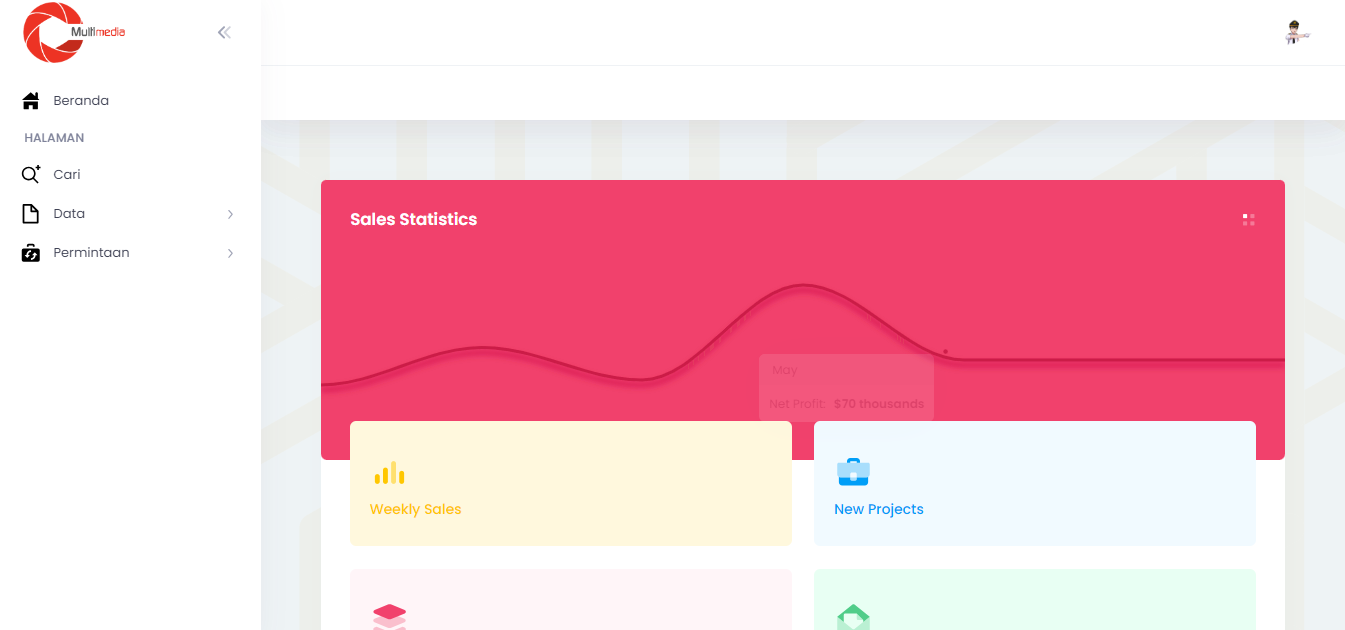 Multimedia
Beranda
HALAMAN
Cari
Data
Permintaan
Sales Statistics
May
Net Profit: $70 thousands
Weekly Sales
New Projects